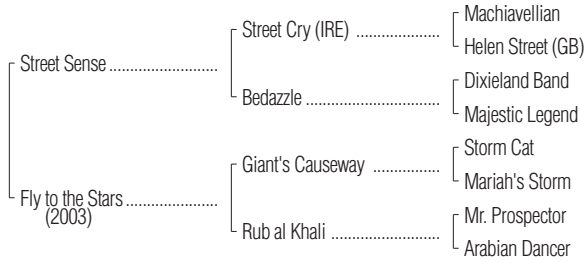 Machiavellian
Street Cry (IRE) ....................
Helen Street (GB)
Street Sense ..........................
Dixieland Band
Bedazzle ................................
Majestic Legend
Storm Cat
Giant's Causeway ................
Mariah's Storm
Fly to the Stars ......................
(2003)
Mr. Prospector
Rub al Khali ..........................
Arabian Dancer